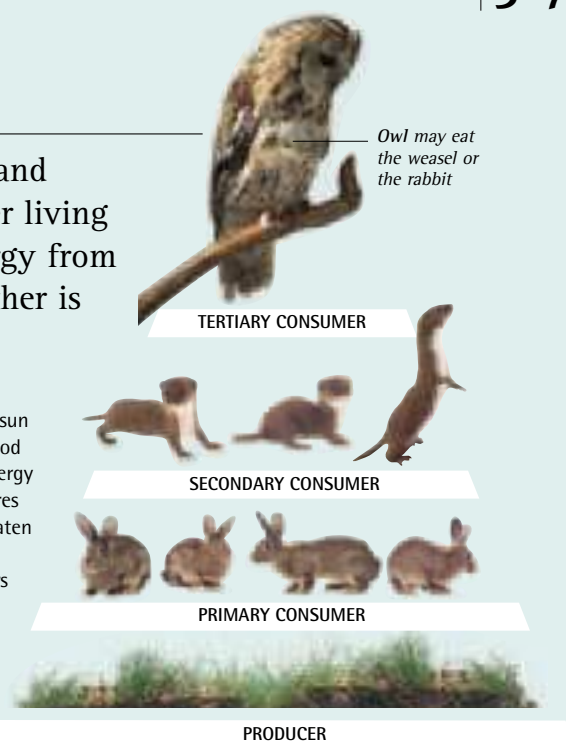 Owl may eat
the weasel or
the rabbit
and
r living
rgy from
her is
TERTIARY CONSUMER
sun
od
ergy
res
aten
s
SECONDARY CONSUMER
PRIMARY CONSUMER
PRODUCER